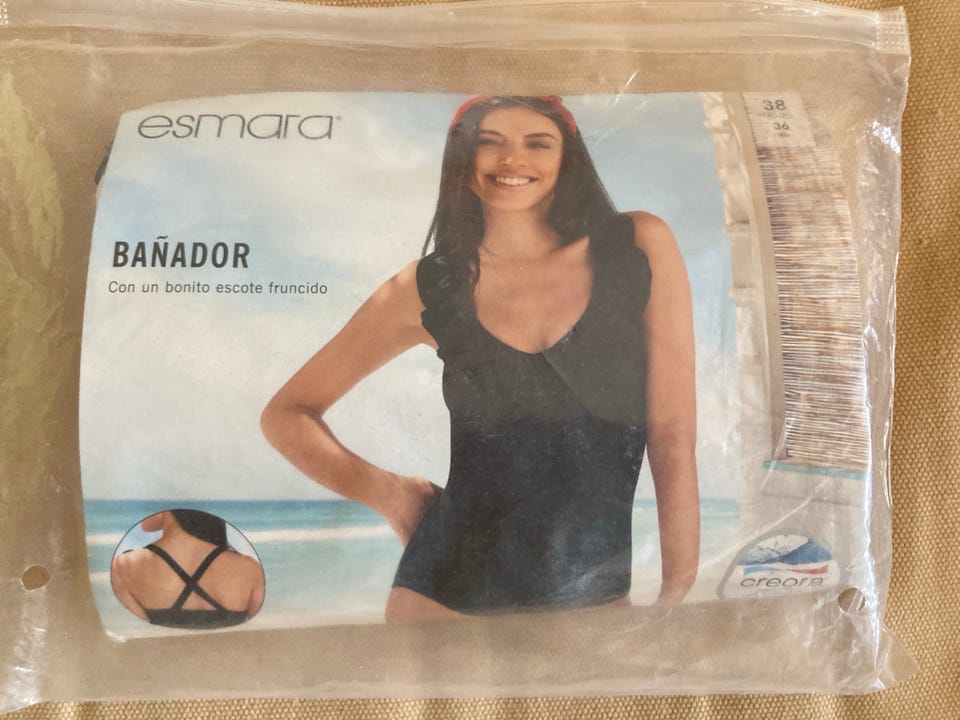 esmara®
BAÑADOR
Con un bonito escote fruncido
38
36
creora®